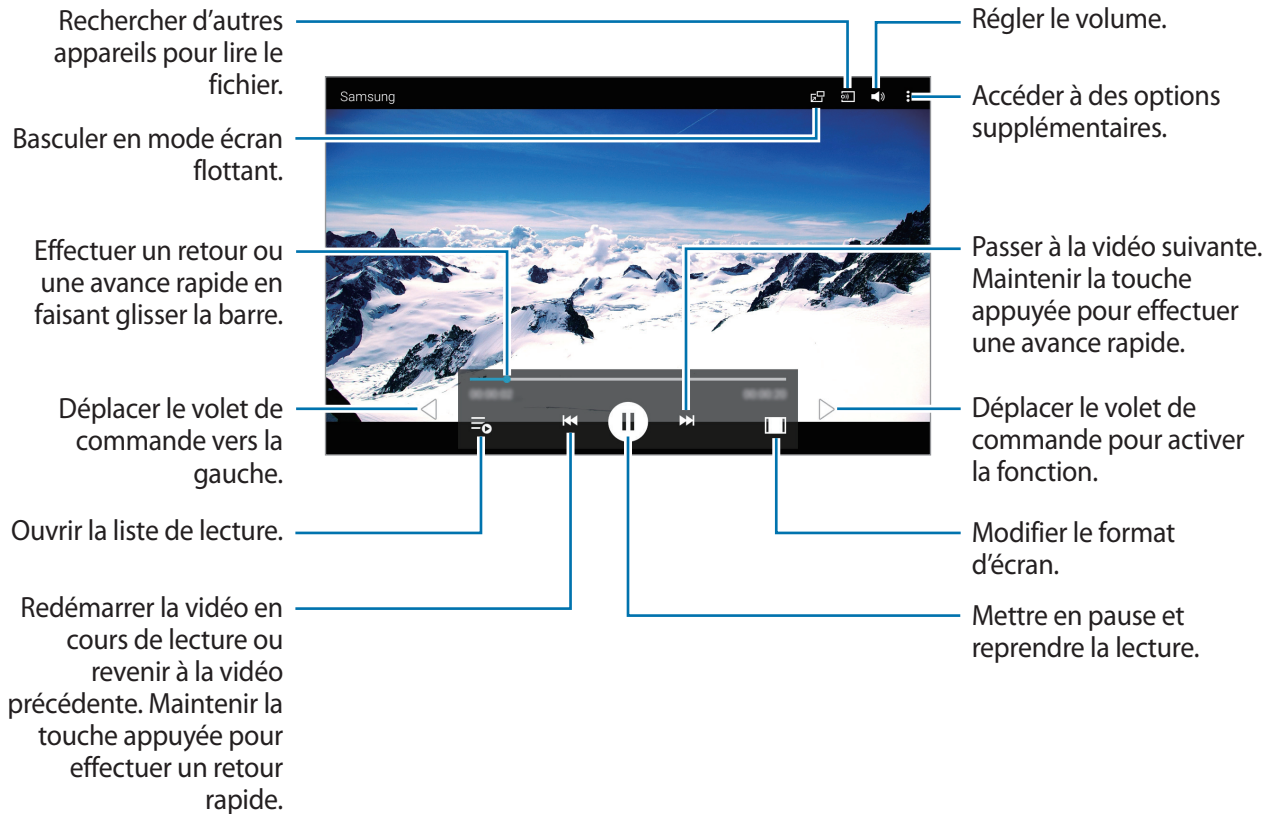 Rechercher d'autres
appareils pour lire le
fichier.
Basculer en mode écran
flottant.
Effectuer un retour ou
une avance rapide en
faisant glisser la barre.
Déplacer le volet de
commande vers la
gauche.
Ouvrir la liste de lecture.
Redémarrer la vidéo en
cours de lecture ou
revenir à la vidéo
précédente. Maintenir la
touche appuyée pour
effectuer un retour
rapide.
Samsung
Régler le volume.
Accéder à des options
supplémentaires.
Passer à la vidéo suivante.
Maintenir la touche
appuyée pour effectuer
une avance rapide.
Déplacer le volet de
commande pour activer
la fonction.
Modifier le format
d'écran.
Mettre en pause et
reprendre la lecture.